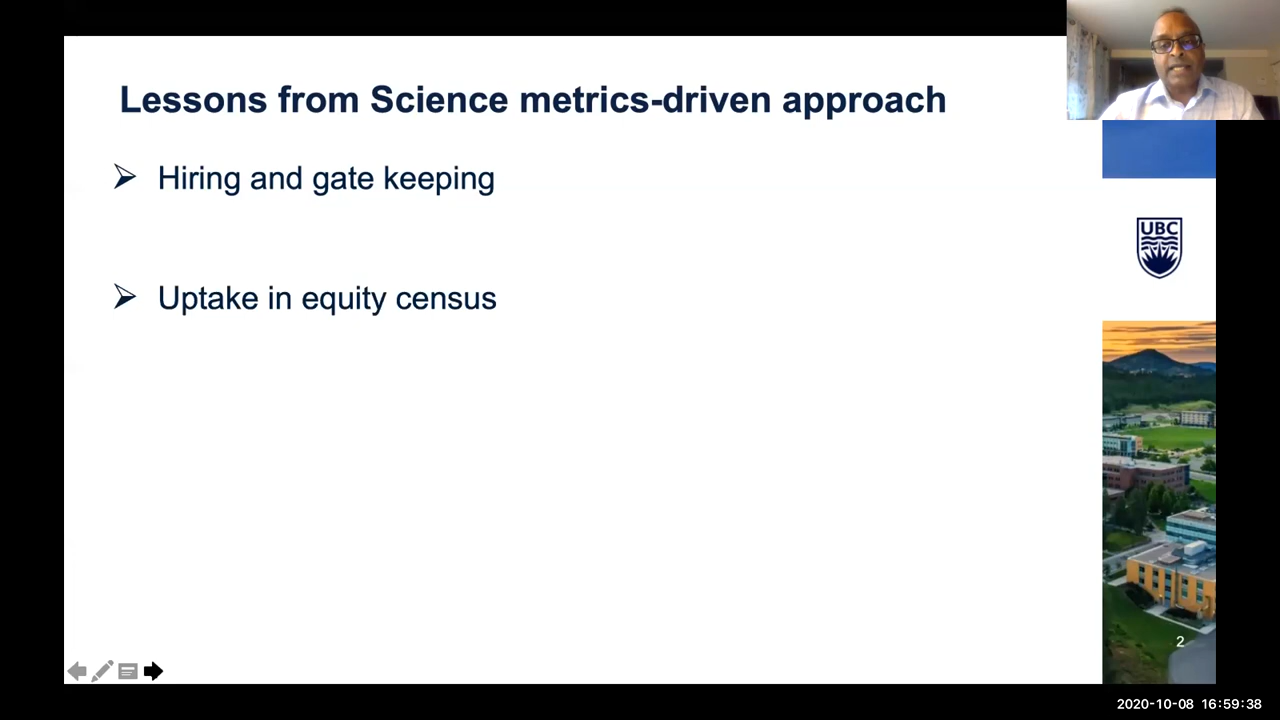 Lessons from Science metrics-driven approach
Hiring and gate keeping
Uptake in equity census
UBC
2
2020-10-08 16:59:38